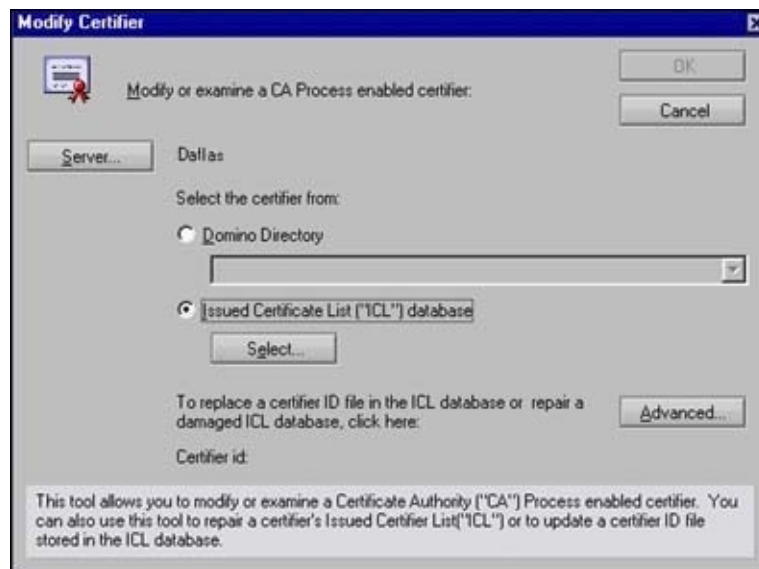 Modify Certifier
Modify or examine a CA Process enabled certifier:
OK
Cancel
Server...
Dallas
Select the certifier from:
Domino Directory
Issued Certificate List ("ICL") database
Select...
To replace a certifier ID file in the ICL database or repair a
damaged ICL database, click here:
Advanced...
Certifier id:
This tool allows you to modify or examine a Certificate Authority ("CA") Process enabled certifier. You
can also use this tool to repair a certifier's Issued Certifier List("ICL") or to update a certifier ID file
stored in the ICL database.